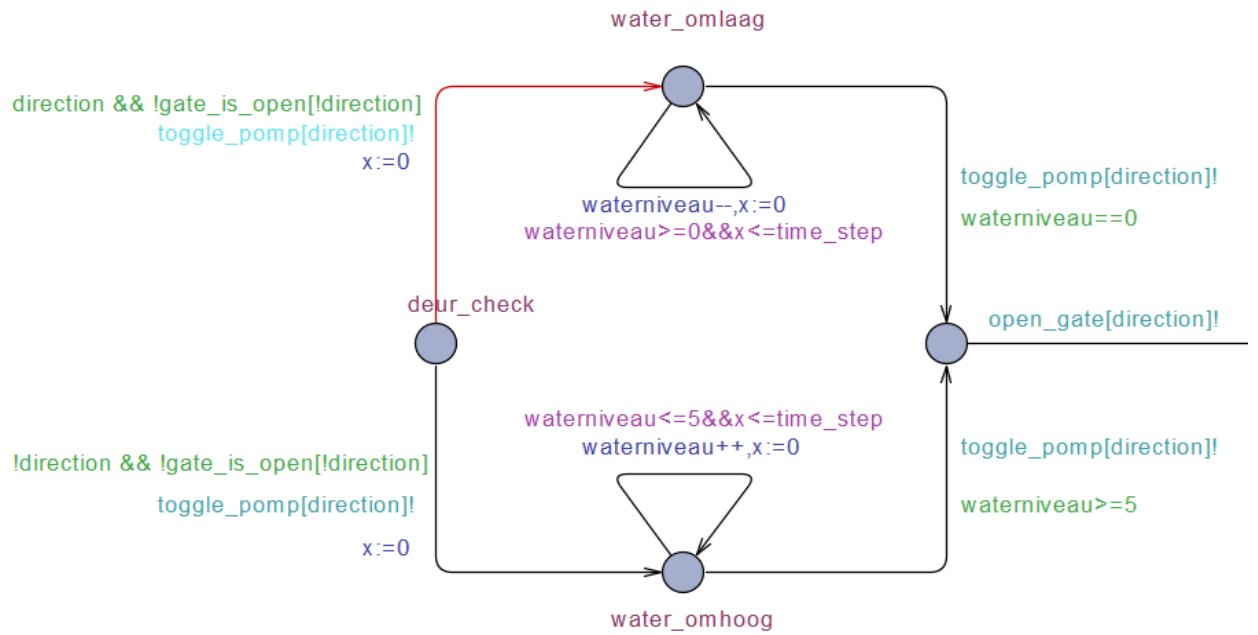 water_omlaag
direction && !gate_is_open[!direction]
toggle_pomp[direction]!
x:=0
waterniveau--,x:=0
waterniveau>=0&&x<=time_step
toggle_pomp[direction]!
waterniveau==0
deur_check
open_gate[direction]!
waterniveau<=5&&x<=time_step
waterniveau++,x:=0
!direction && !gate_is_open[!direction]
toggle_pomp[direction]!
x:=0
toggle_pomp[direction]!
waterniveau>=5
water_omhoog